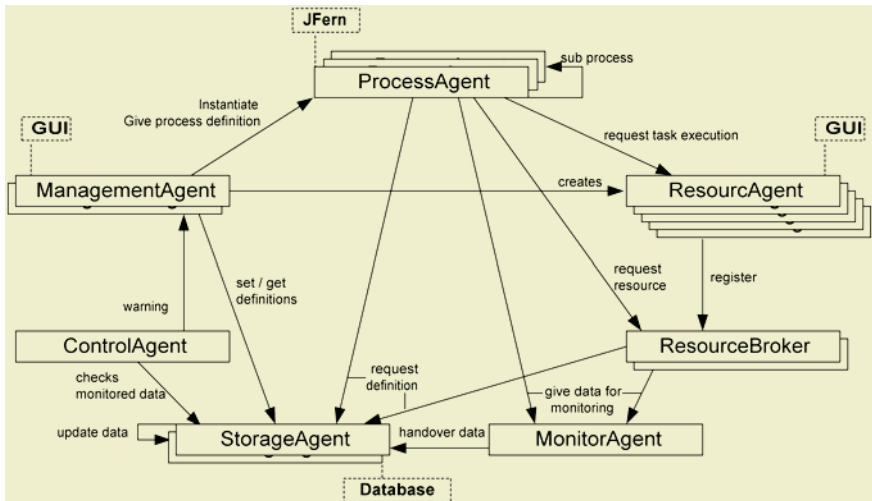 JFern
sub process
ProcessAgent
Instantiate
Give process definition
GUI
request task execution
GUI
ManagementAgent
creates
ResourcAgent
set / get
definitions
request
resource
register
warning
ControlAgent
ResourceBroker
checks
monitored data
request
definition
give data for
monitoring
update data
StorageAgent
handover data
MonitorAgent
Database